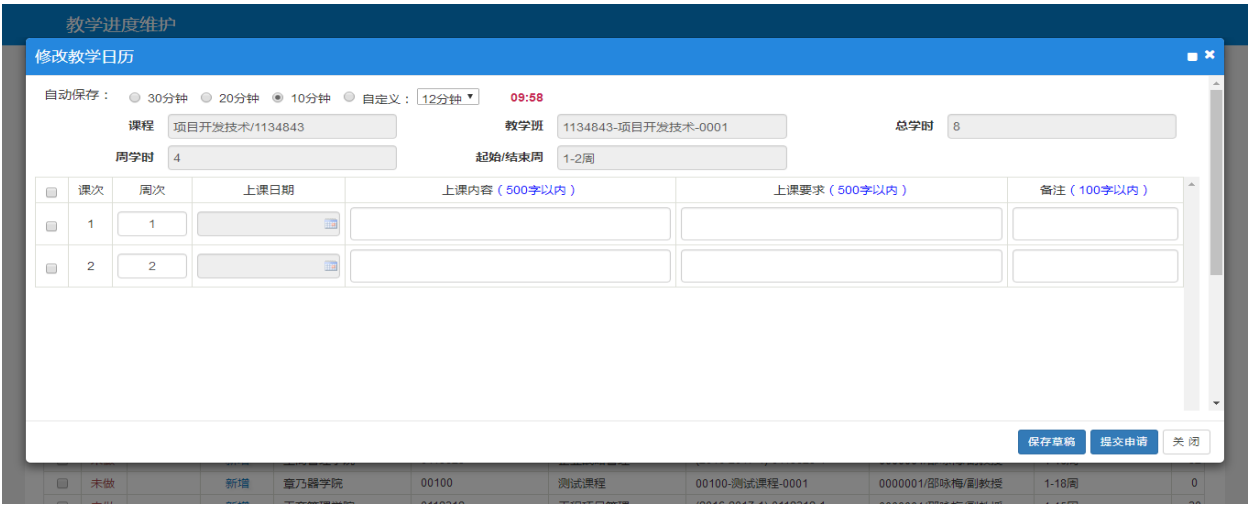 教学进度维护
修改教学日历
自动保存： 30分钟 20分钟 10分钟 自定义： 12分钟 09:58
课程 项目开发技术/1134843 教学班 1134843-项目开发技术-0001 总学时 8
周学时 4 起始/结束周 1-2周
课次 周次 上课日期 上课内容（500字以内） 上课要求（500字以内） 备注（100字以内）
1 1
2 2
保存草稿 提交申请 关 闭
未做 新增 章乃器学院 00100 测试课程 00100-测试课程-0001 0000001/邵咏梅/副教授 1-18周 0